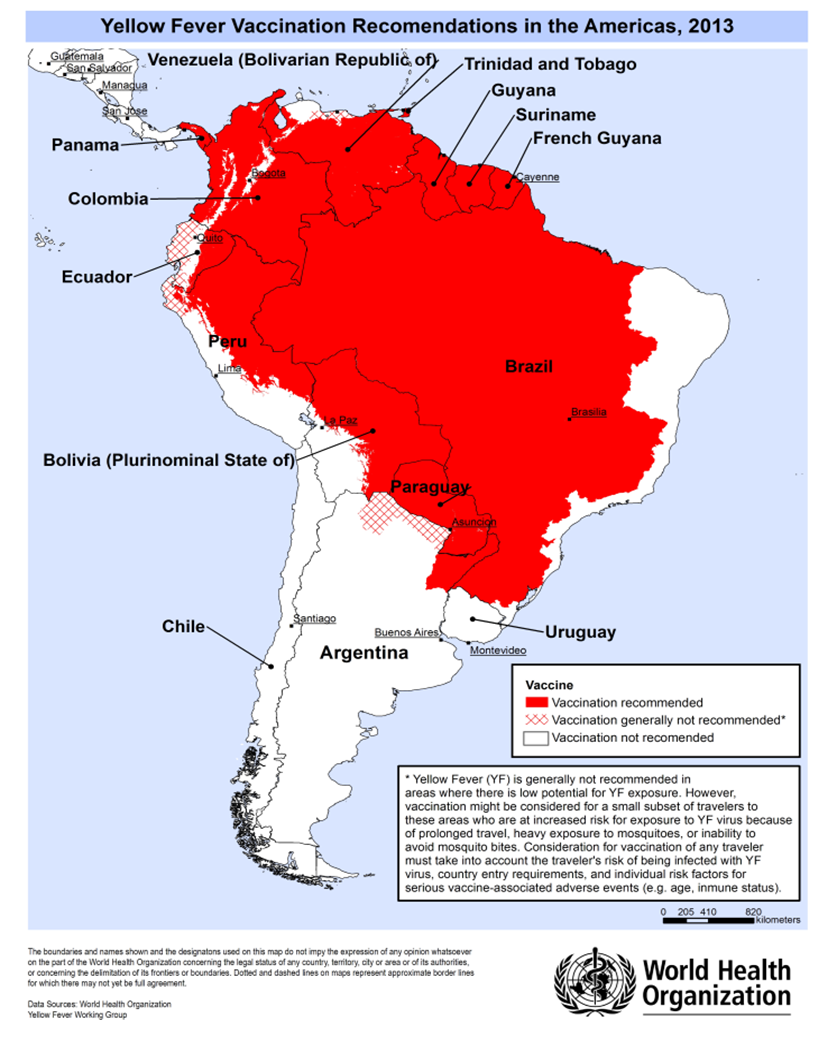 Yellow Fever Vaccination Recomendations in the Americas, 2013
Guatemala
San Salvador
Managua
San Jose
Venezuela (Bolivarian Republic of)
Trinidad and Tobago
Guyana
Suriname
French Guyana
Panama
Bogota
Cayenne
Colombia
Quito
Ecuador
Peru
Lima
Brazil
Brasilia
La Paz
Bolivia (Plurinominal State of)
Paraguay
Asuncion
Chile
Santiago
Buenos Aires
Uruguay
Argentina
Montevideo
Vaccine
Vaccination recommended
Vaccination generally not recommended*
Vaccination not recomended
* Yellow Fever (YF) is generally not recommended in
areas where there is low potential for YF exposure. However,
vaccination might be considered for a small subset of travelers to
these areas who are at increased risk for exposure to YF virus because
of prolonged travel, heavy exposure to mosquitoes, or inability to
avoid mosquito bites. Consideration for vaccination of any traveler
must take into account the traveler's risk of being infected with YF
virus, country entry requirements, and individual risk factors for
serious vaccine-associated adverse events (e.g. age, inmune status).
0 205 410 820
kilometers
The boundaries and names shown and the designatons used on this map do not impy the expression of any opinion whatsoever
on the part of the World Health Organization concerning the legal status of any country, territory, city or area or of its authorities,
or concerning the delimitation of its frontiers or boundaries. Dotted and dashed lines on maps represent approximate border lines
for which there may not yet be full agreement.
Data Sources: World Health Organization
Yellow Fever Working Group
World Health
Organization